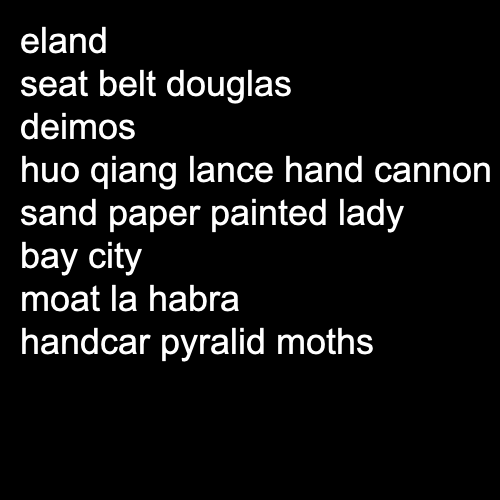 eland
seat belt douglas
deimos
huo qiang lance hand cannon
sand paper painted lady
bay city
moat la habra
handcar pyralid moths